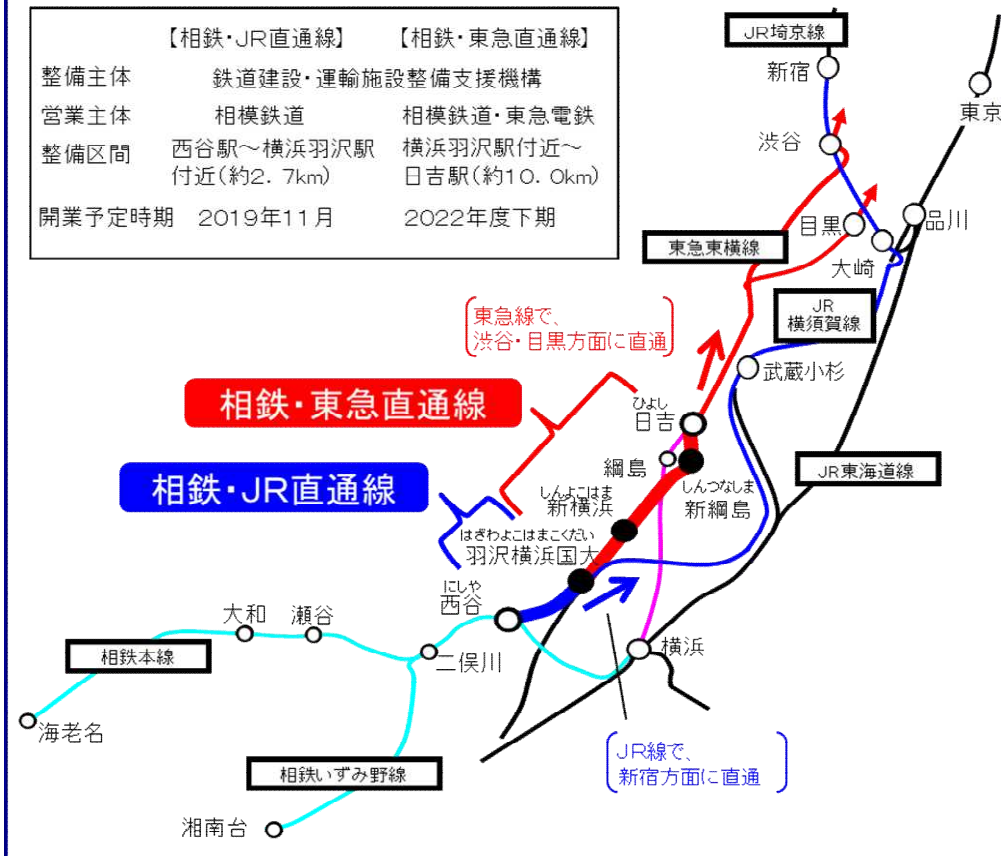 【相鉄・JR直通線】 【相鉄・東急直通線】
整備主体 鉄道建設・運輸施設整備支援機構
営業主体 相模鉄道 相模鉄道・東急電鉄
整備区間 西谷駅～横浜羽沢駅 横浜羽沢駅付近～
付近(約2.7km) 日吉駅(約10.0km)
開業予定時期 2019年11月 2022年度下期
JR埼京線
新宿
東京
渋谷
目黒
品川
大崎
東急東横線
JR
横須賀線
東急線で、
渋谷・目黒方面に直通
武蔵小杉
相鉄・東急直通線
ひよし
日吉
綱島
JR東海道線
相鉄・JR直通線
しんつなしま
新綱島
しんよこはま
新横浜
はざわよこはまこくだい
羽沢横浜国大
にしや
西谷
大和
瀬谷
二俣川
横浜
相鉄本線
海老名
JR線で、
新宿方面に直通
相鉄いずみ野線
湘南台